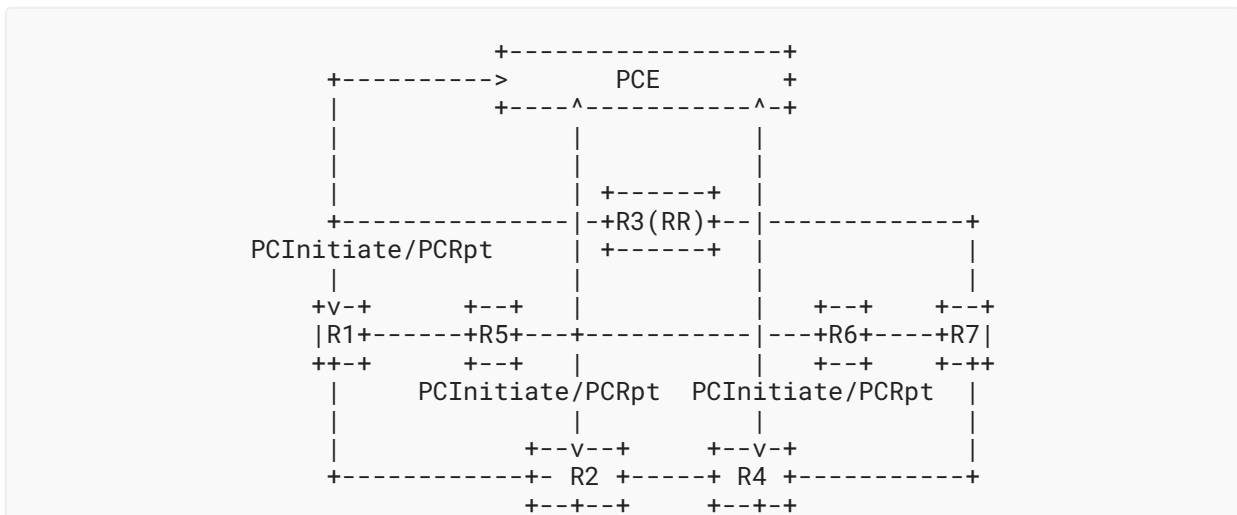 +-----------------+
          +---------->       PCE       +
          |          +----^-----------^-+
          |               |           |
          |               |           |
          |               | +------+  |
          +---------------|-+R3(RR)+--|-------------+
     PCInitiate/PCRpt     | +------+  |             |
          |               |           |             |
         +v-+      +--+   |           |   +--+    +--+
         |R1+------+R5+---+-----------|---+R6+----+R7|
         ++-+      +--+   |           |   +--+    +-++
          |     PCInitiate/PCRpt  PCInitiate/PCRpt  |
          |               |           |             |
          |            +--v--+     +--v-+           |
          +------------+- R2 +-----+ R4 +-----------+
                       +--+--+     +--+-+